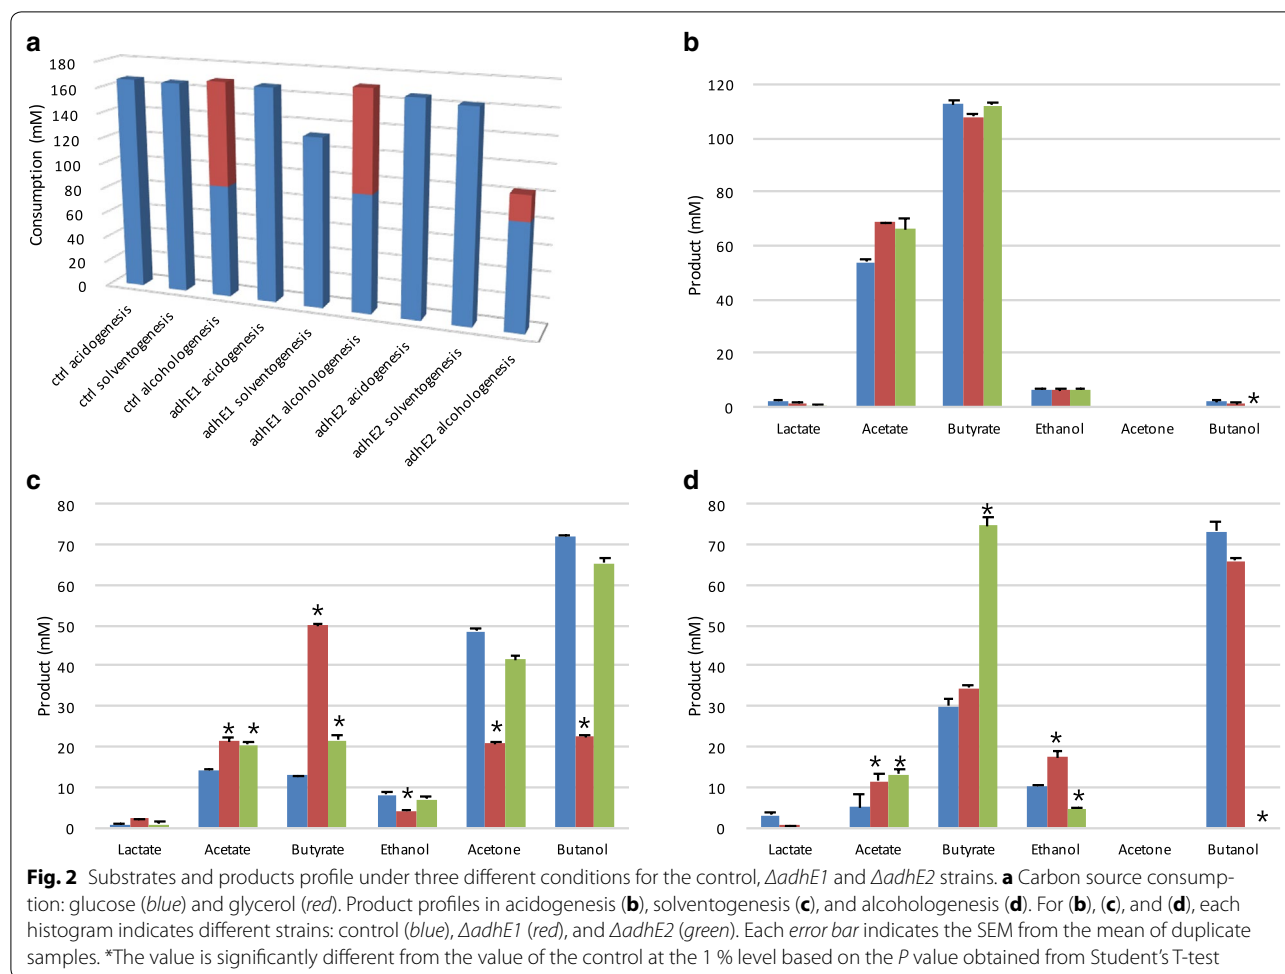 a
180
160
140
120
100
80
60
40
20
0
Consumption (mM)
ctrl acidogenesis
ctrl solventogenesis
ctrl alcohologenesis
adhE1 acidogenesis
adhE1 solventogenesis
adhE1 alcohologenesis
adhE2 acidogenesis
adhE2 solventogenesis
adhE2 alcohologenesis
b
120
100
80
60
40
20
0
Product (mM)
*
Lactate Acetate Butyrate Ethanol Acetone Butanol
c
80
70
60
50
40
30
20
10
0
Product (mM)
* * * * * * *
Lactate Acetate Butyrate Ethanol Acetone Butanol
d
80
70
60
50
40
30
20
10
0
Product (mM)
* * * * * *
Lactate Acetate Butyrate Ethanol Acetone Butanol
Fig. 2 Substrates and products profile under three different conditions for the control, ΔadhE1 and ΔadhE2 strains. a Carbon source consump-
tion: glucose (blue) and glycerol (red). Product profiles in acidogenesis (b), solventogenesis (c), and alcohologenesis (d). For (b), (c), and (d), each
histogram indicates different strains: control (blue), ΔadhE1 (red), and ΔadhE2 (green). Each error bar indicates the SEM from the mean of duplicate
samples. *The value is significantly different from the value of the control at the 1 % level based on the P value obtained from Student’s T-test